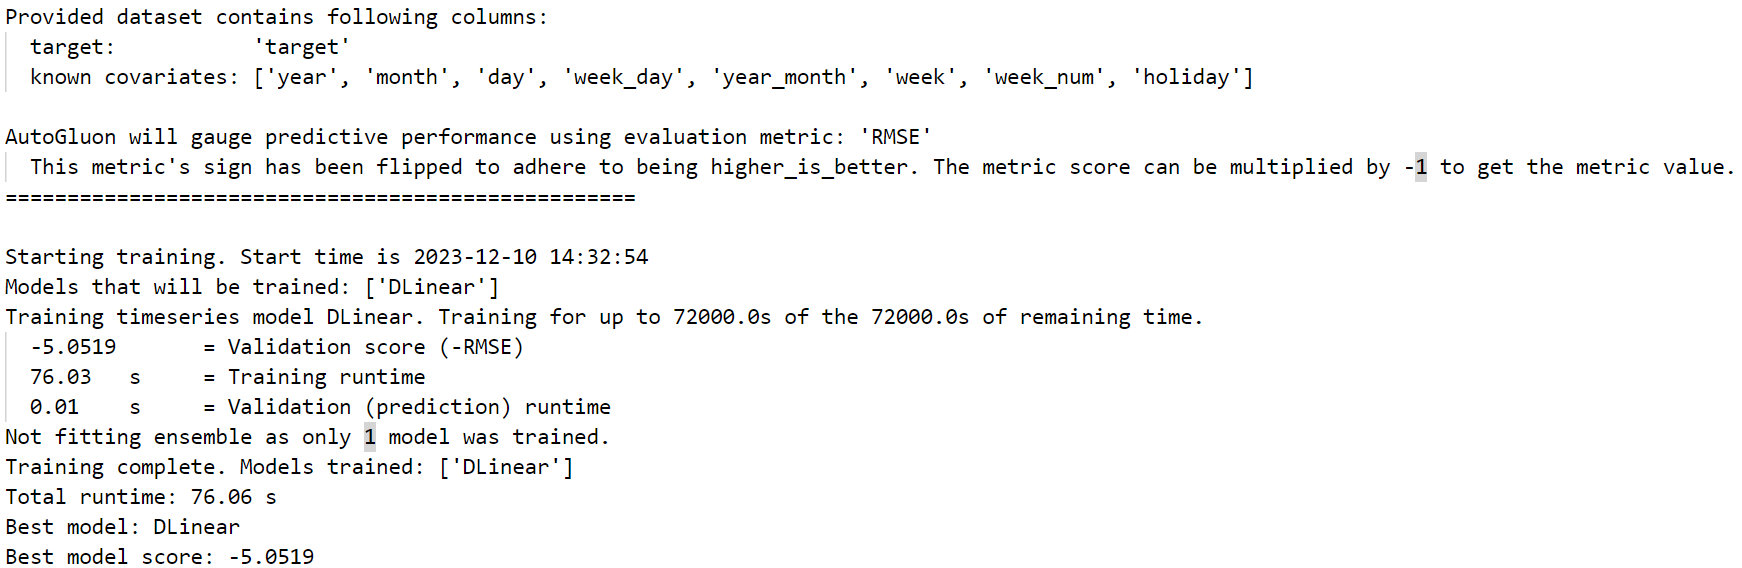 Provided dataset contains following columns:
target: 'target'
known covariates: ['year', 'month', 'day', 'week_day', 'year_month', 'week', 'week_num', 'holiday']
AutoGluon will gauge predictive performance using evaluation metric: 'RMSE'
This metric's sign has been flipped to adhere to being higher_is_better. The metric score can be multiplied by -1 to get the metric value.
===================================================
Starting training. Start time is 2023-12-10 14:32:54
Models that will be trained: ['DLinear']
Training timeseries model DLinear. Training for up to 72000.0s of the 72000.0s of remaining time.
-5.0519 = Validation score (-RMSE)
76.03 s = Training runtime
0.01 s = Validation (prediction) runtime
Not fitting ensemble as only 1 model was trained.
Training complete. Models trained: ['DLinear']
Total runtime: 76.06 s
Best model: DLinear
Best model score: -5.0519